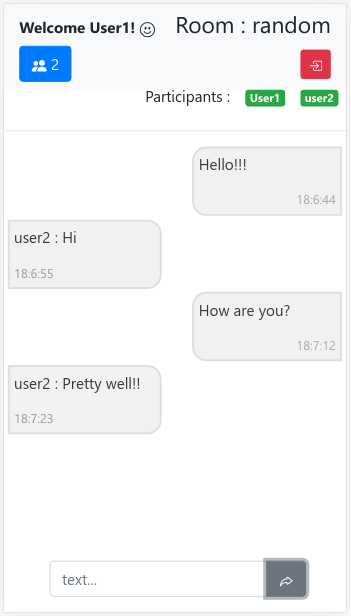 Welcome User1! Room : random
2
Participants : User1 user2
Hello!!!
18:6:44
user2 : Hi
18:6:55
How are you?
18:7:12
user2 : Pretty well!!
18:7:23
text...